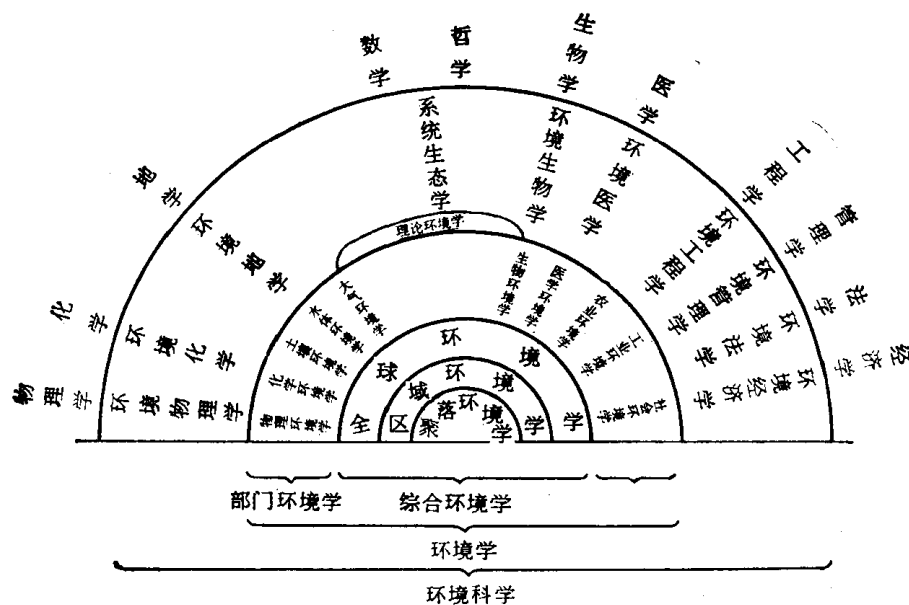 物理学
化学
地学
数学
哲学
生物学
医学
工程学
管理学
法学
经济学
环境物理学
环境化学
环境地学
系统生态学
环境生物学
环境医学
环境工程学
环境管理学
环境法学
环境经济学
理论环境学
物理环境学
化学环境学
土壤环境学
水体环境学
大气环境学
生物环境学
医学环境学
农业环境学
工业环境学
社会环境学
全球环境学
区域环境学
聚落环境学
部门环境学
综合环境学
环境学
环境科学